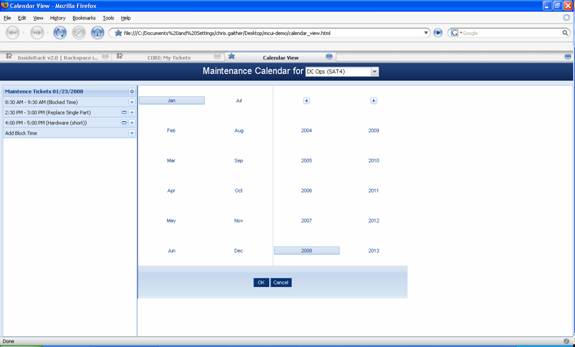 Calendar View - Mozilla Firefox
File Edit View History Bookmarks Tools Help
file:///C:/Documents%20and%20Settings/chris.gaither/Desktop/mcui-demo/calendar_view.html
Google
InsideRack v2.0 | Rackspace i... CORE: My Tickets Calendar View
Maintenance Calendar for DC Ops (SAT4)
Maintence Tickets 01/23/2008
8:30 AM - 9:30 AM (Blocked Time)
2:30 PM - 3:00 PM (Replace Single Part)
4:00 PM - 5:00 PM (Hardware (short))
Add Block Time
Jan Jul
Feb Aug 2004 2009
Mar Sep 2005 2010
Apr Oct 2006 2011
May Nov 2007 2012
Jun Dec 2008 2013
OK Cancel
Done